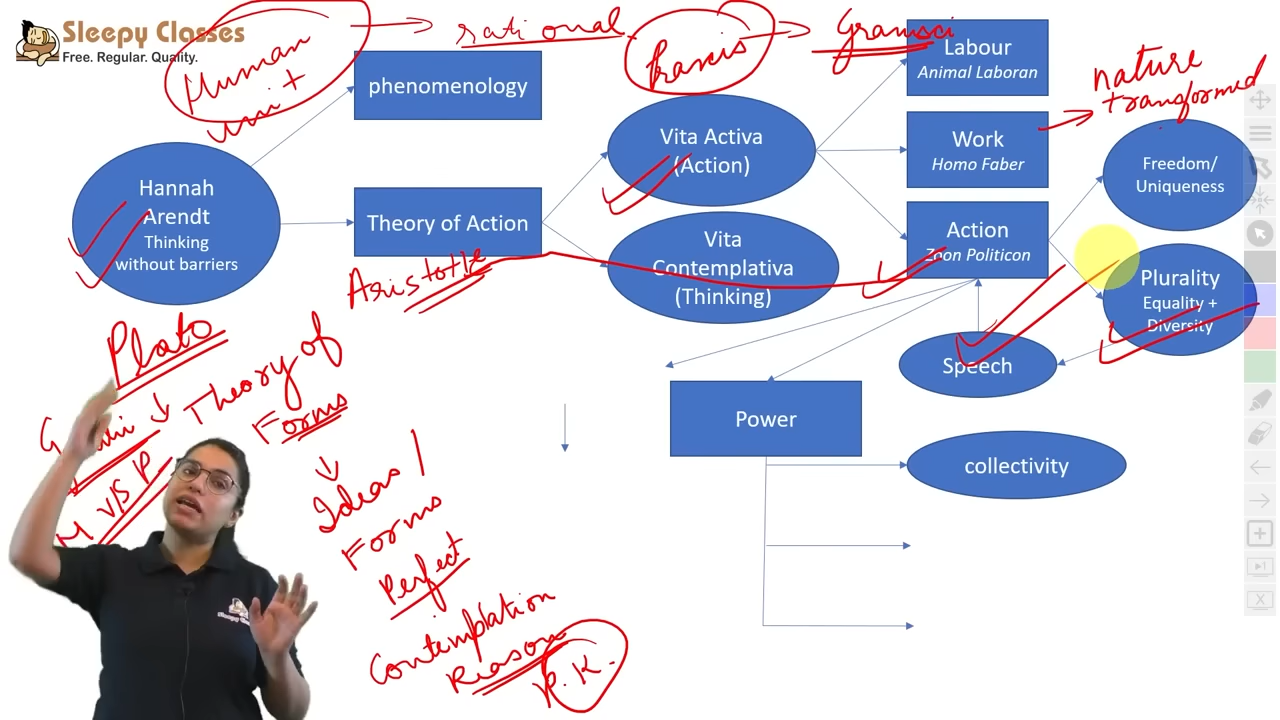 Sleepy Classes
Free. Regular. Quality.
Human
unit
rational
Praxis
Gramsci
phenomenology
Hannah
Arendt
Thinking
without barriers
Theory of Action
Aristotle
Vita Activa
(Action)
Vita
Contemplativa
(Thinking)
Labour
Animal Laboran
Work
Homo Faber
nature
transformed
Action
Zoon Politicon
Freedom/
Uniqueness
Plurality
Equality +
Diversity
Speech
Power
collectivity
Plato
Theory of
Forms
M v/s P
Ideas /
Forms
Perfect
Contemplation
Reason
P.K.